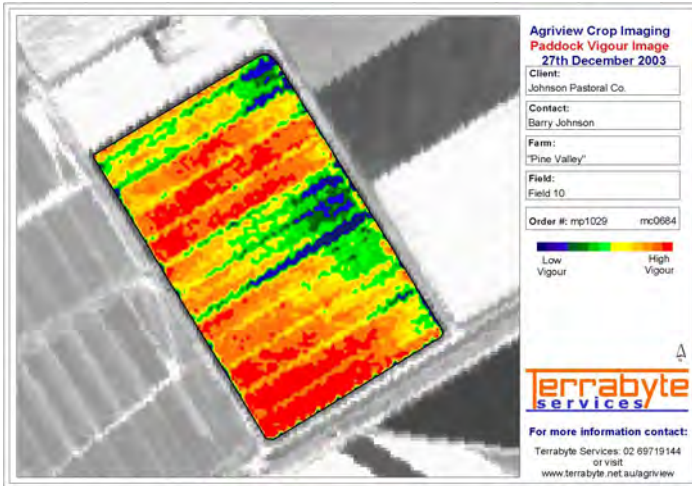 Agriview Crop Imaging
Paddock Vigour Image
27th December 2003
Client:
Johnson Pastoral Co.
Contact:
Barry Johnson
Farm:
"Pine Valley"
Field:
Field 10
Order #: mp1029 mc0684
Low Vigour
High Vigour
Terrabyte
services
For more information contact:
Terrabyte Services: 02 69719144
or visit
www.terrabyte.net.au/agriview